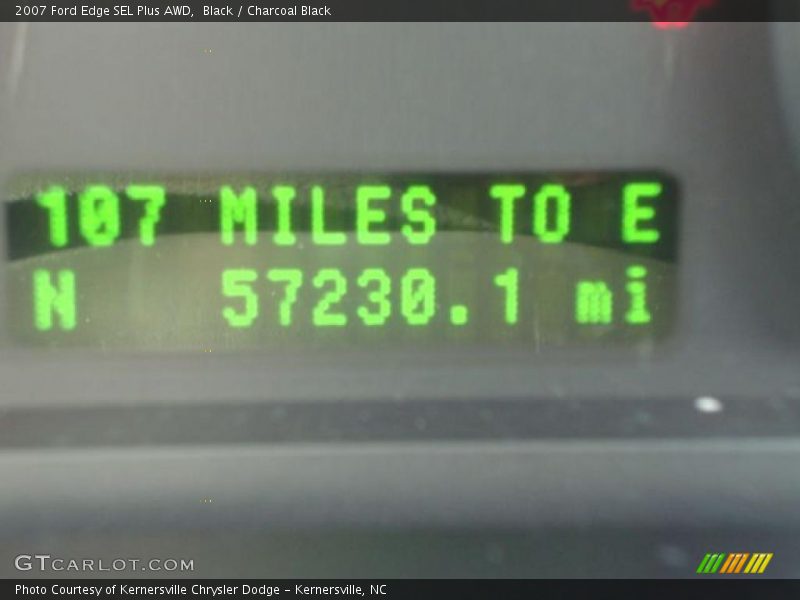 2007 Ford Edge SEL Plus AWD,  Black / Charcoal Black
107 MILES TO E
N 57230.1 mi
GTCARLOT.COM
Photo Courtesy of Kernersville Chrysler Dodge - Kernersville, NC